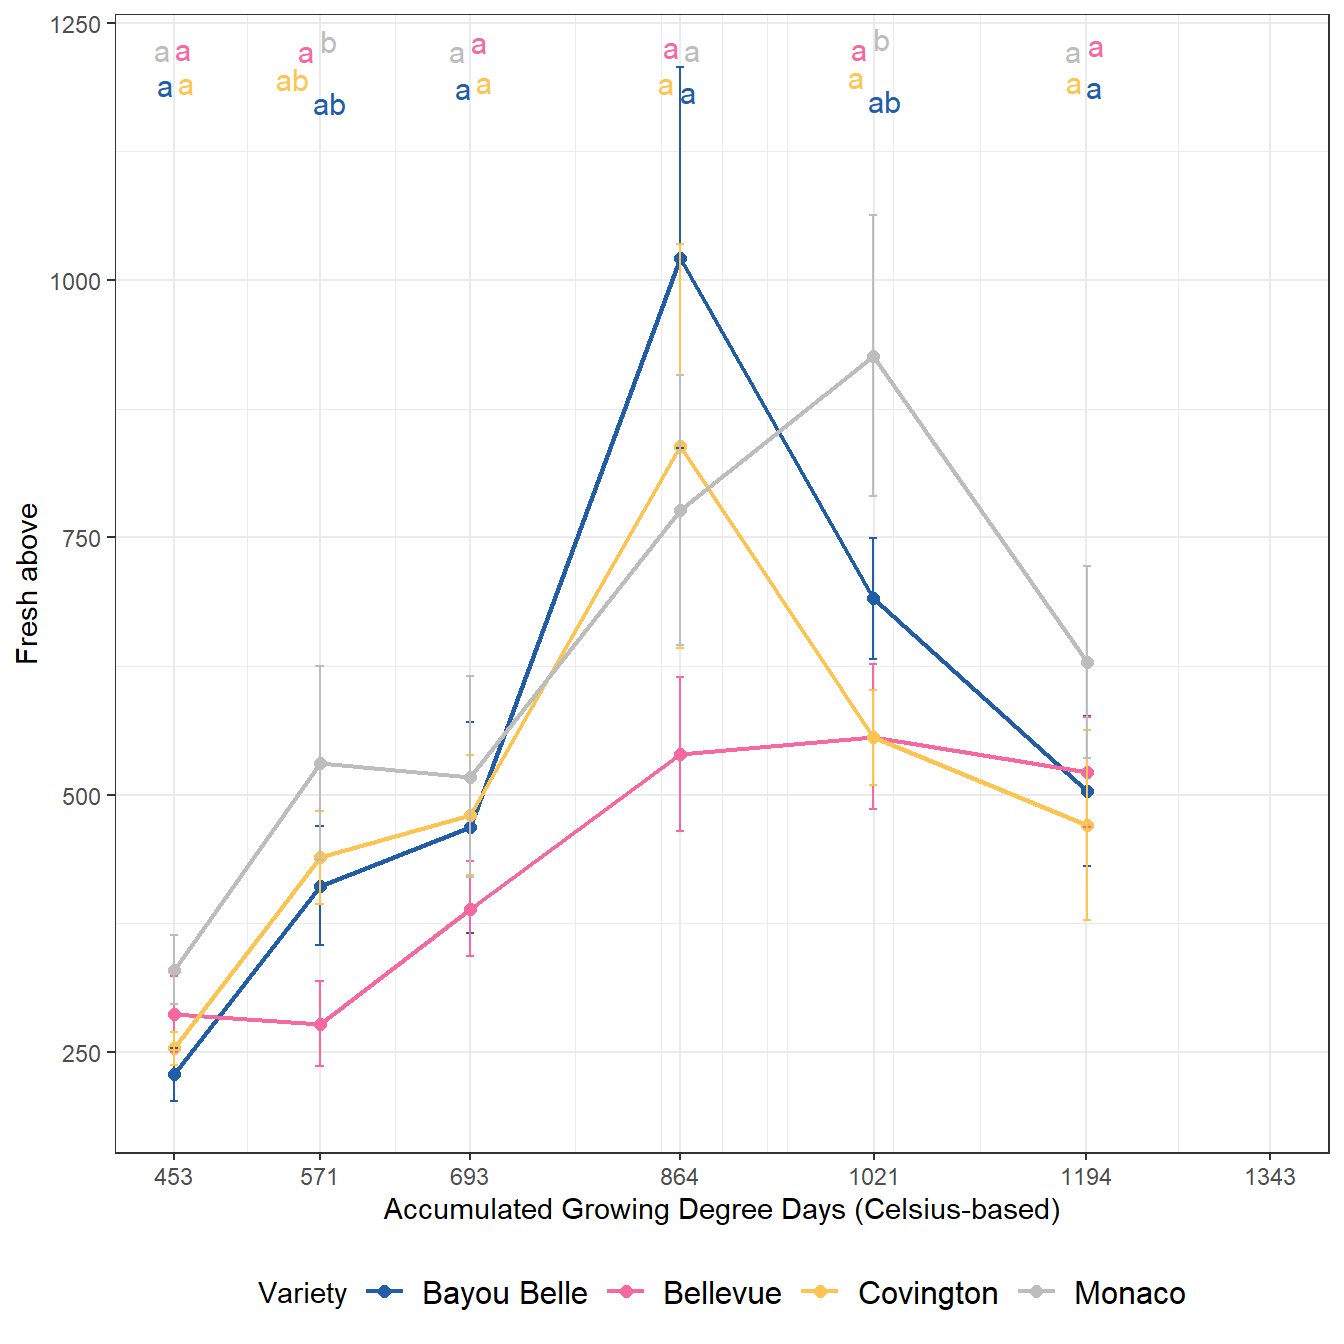 1250
a a a b a a a a a b a a
a a ab ab a a a a a ab a a
1000
750
500
250
Fresh above
453 571 693 864 1021 1194 1343
Accumulated Growing Degree Days (Celsius-based)
Variety Bayou Belle Bellevue Covington Monaco